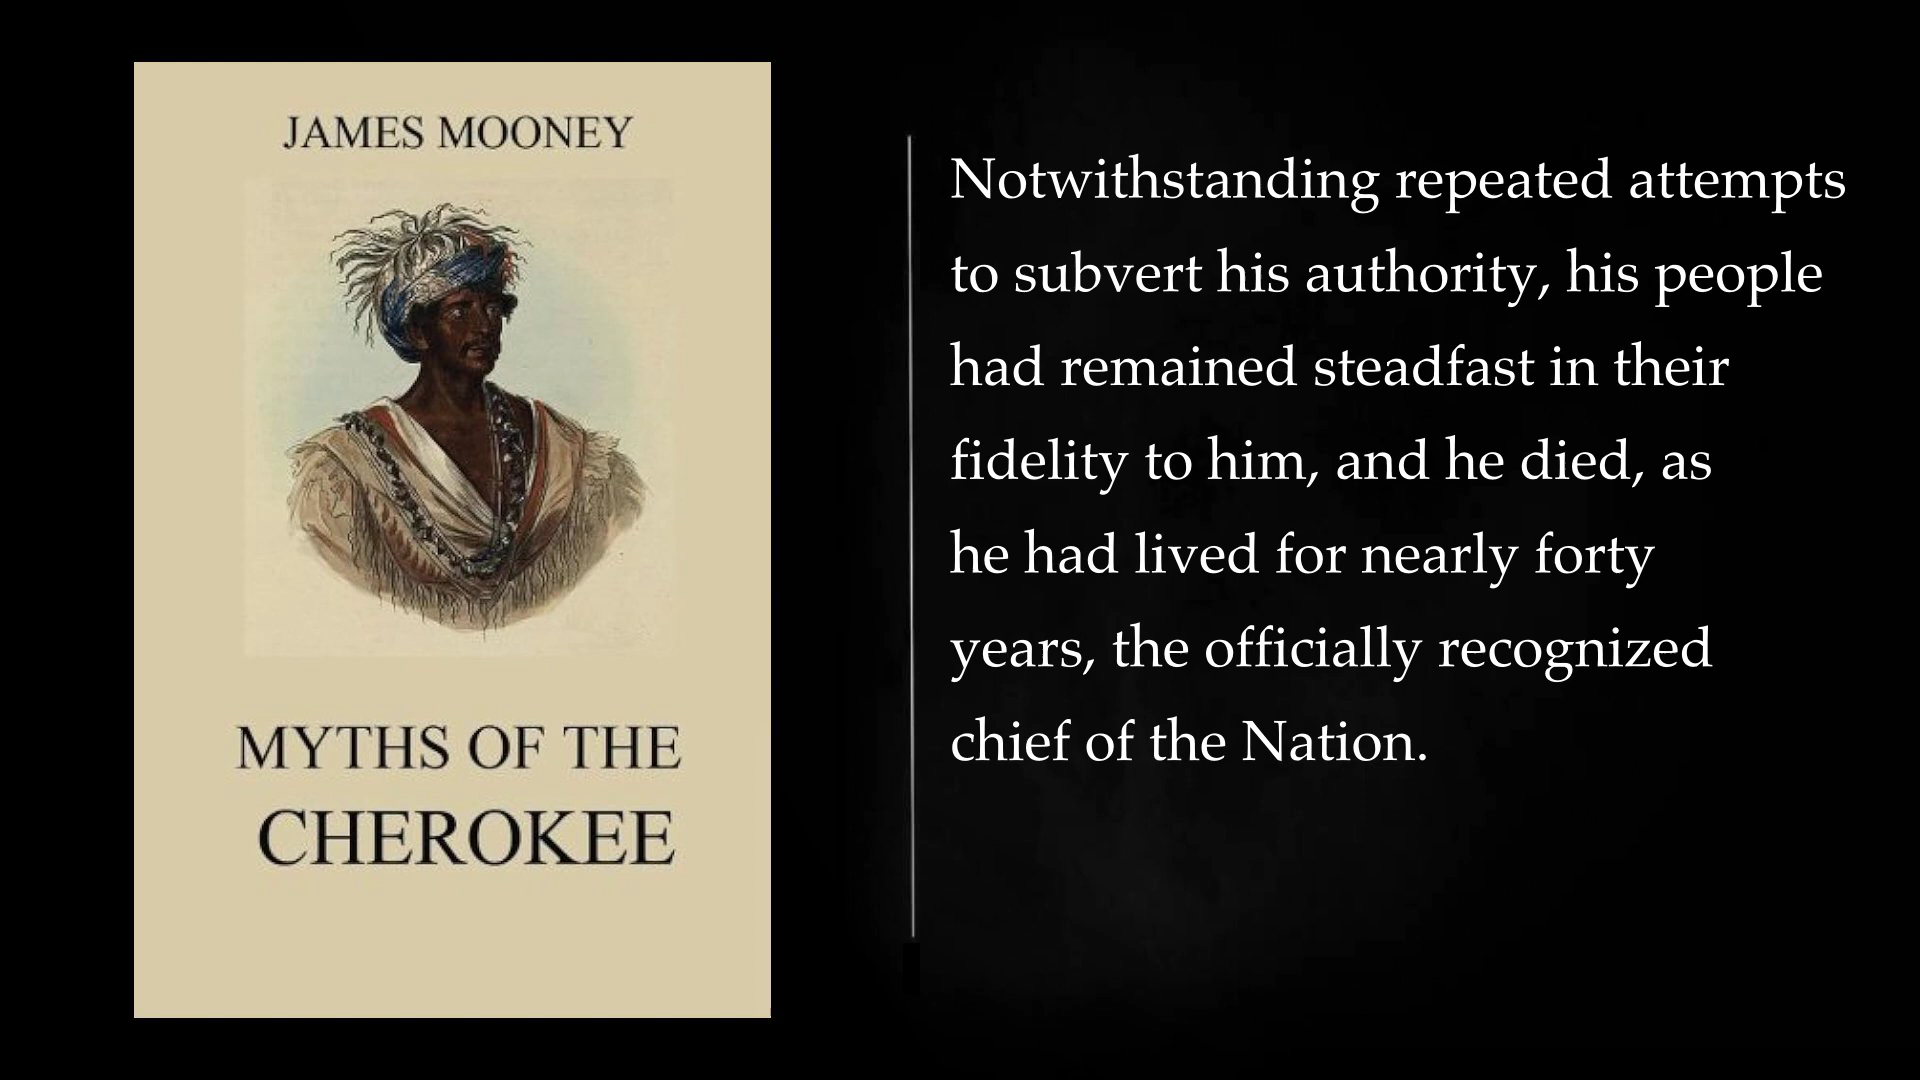 JAMES MOONEY
MYTHS OF THE
CHEROKEE
Notwithstanding repeated attempts
to subvert his authority, his people
had remained steadfast in their
fidelity to him, and he died, as
he had lived for nearly forty
years, the officially recognized
chief of the Nation.